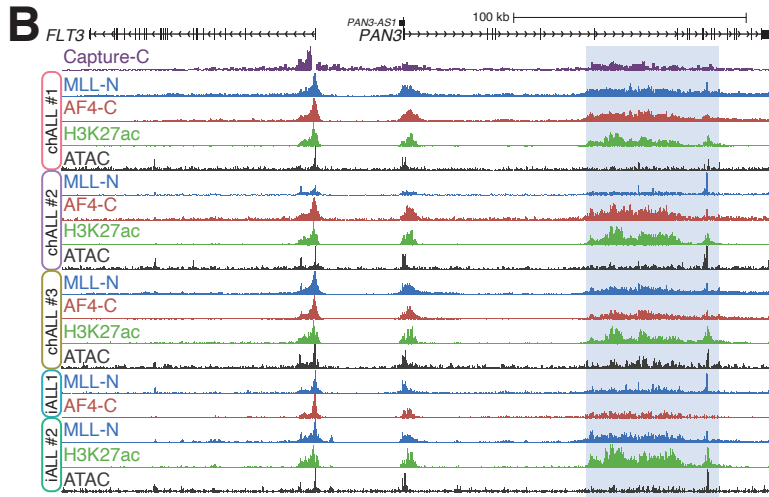 B
PAN3-AS1
100 kb
FLT3
PAN3
Capture-C
chALL #1
MLL-N
AF4-C
H3K27ac
ATAC
chALL #2
MLL-N
AF4-C
H3K27ac
ATAC
chALL #3
MLL-N
AF4-C
H3K27ac
ATAC
iALL1
MLL-N
AF4-C
iALL #2
MLL-N
H3K27ac
ATAC